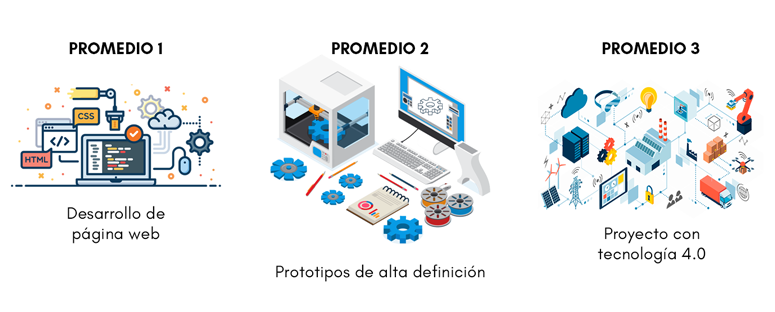 PROMEDIO 1
CSS
</>
HTML
Desarrollo de
página web
PROMEDIO 2
Prototipos de alta definición
PROMEDIO 3
Proyecto con
tecnología 4.0